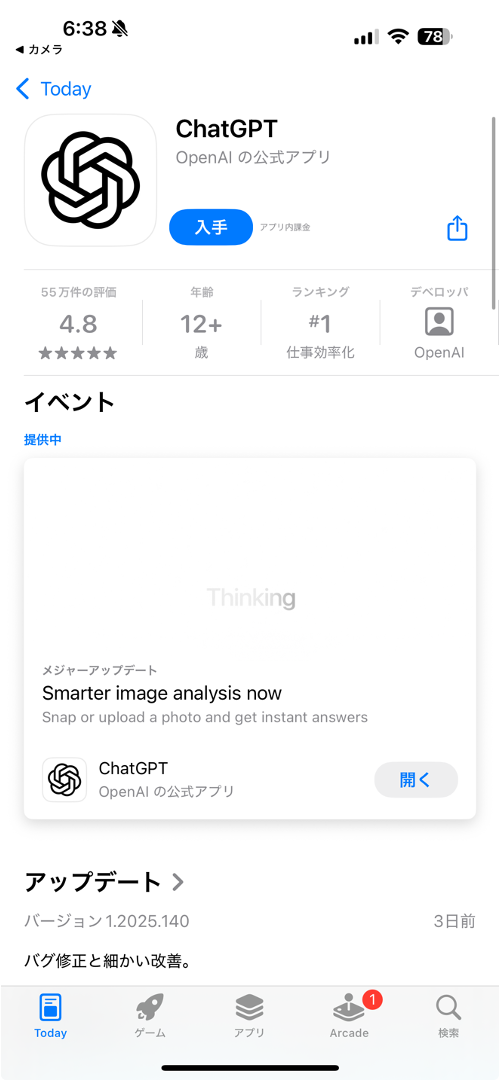 6:38
78
◀ カメラ
Today
ChatGPT
OpenAI の公式アプリ
入手
アプリ内課金
55万件の評価
4.8
★★★★★
年齢
12+
歳
ランキング
#1
仕事効率化
デベロッパ
OpenAI
イベント
提供中
Thinking
メジャーアップデート
Smarter image analysis now
Snap or upload a photo and get instant answers
ChatGPT
OpenAI の公式アプリ
開く
アップデート
バージョン 1.2025.140
3日前
バグ修正と細かい改善。
Today
ゲーム
アプリ
1
Arcade
検索